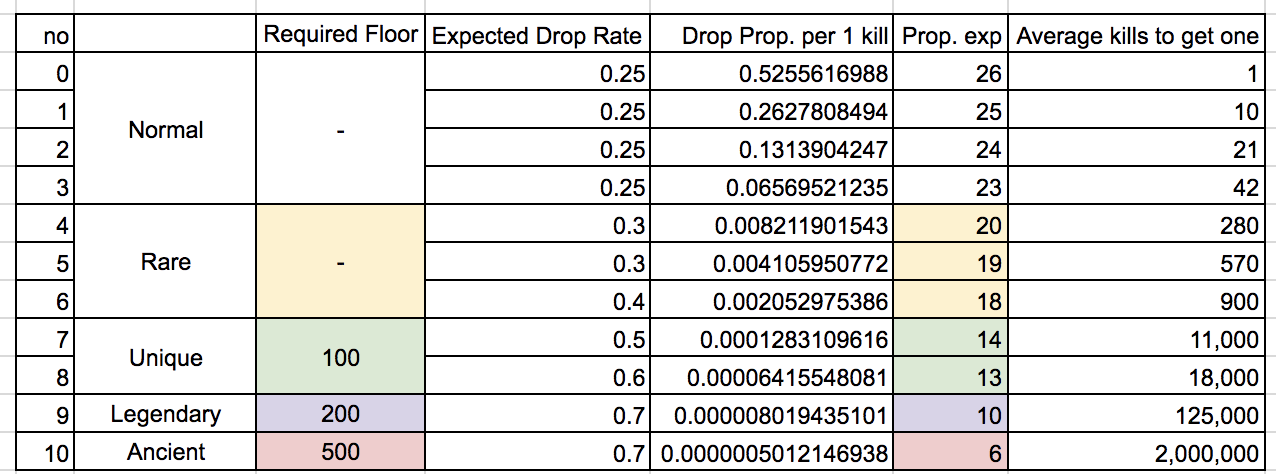 no Required Floor Expected Drop Rate Drop Prop. per 1 kill Prop. exp Average kills to get one
0 Normal - 0.25 0.5255616988 26 1
1 0.25 0.2627808494 25 10
2 0.25 0.1313904247 24 21
3 0.25 0.06569521235 23 42
4 Rare - 0.3 0.008211901543 20 280
5 0.3 0.004105950772 19 570
6 0.4 0.002052975386 18 900
7 Unique 100 0.5 0.0001283109616 14 11,000
8 0.6 0.00006415548081 13 18,000
9 Legendary 200 0.7 0.000008019435101 10 125,000
10 Ancient 500 0.7 0.0000005012146938 6 2,000,000